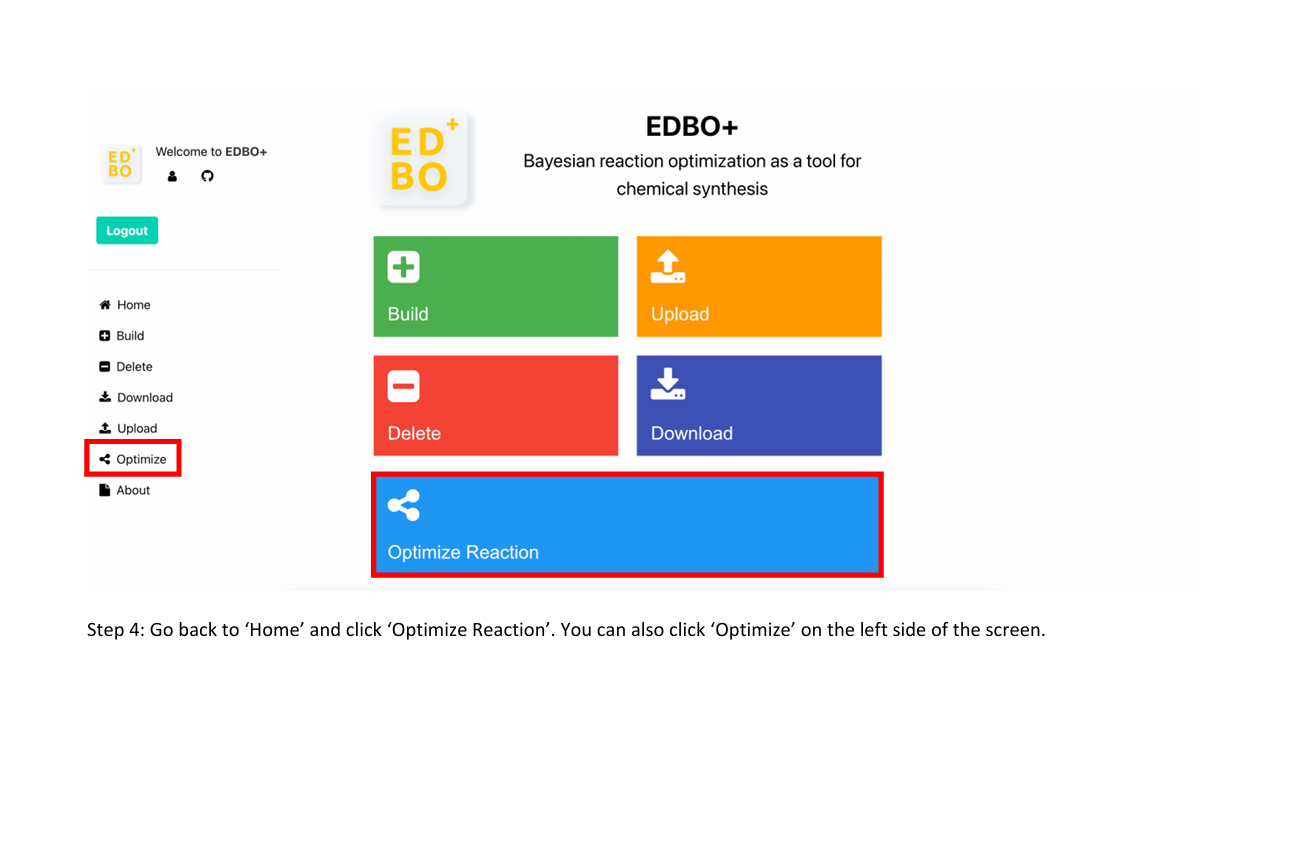 ED+
BO
Welcome to EDBO+
Logout
Home
Build
Delete
Download
Upload
Optimize
About
ED+
BO
EDBO+
Bayesian reaction optimization as a tool for
chemical synthesis
Build
Upload
Delete
Download
Optimize Reaction
Step 4: Go back to ‘Home’ and click ‘Optimize Reaction’. You can also click ‘Optimize’ on the left side of the screen.